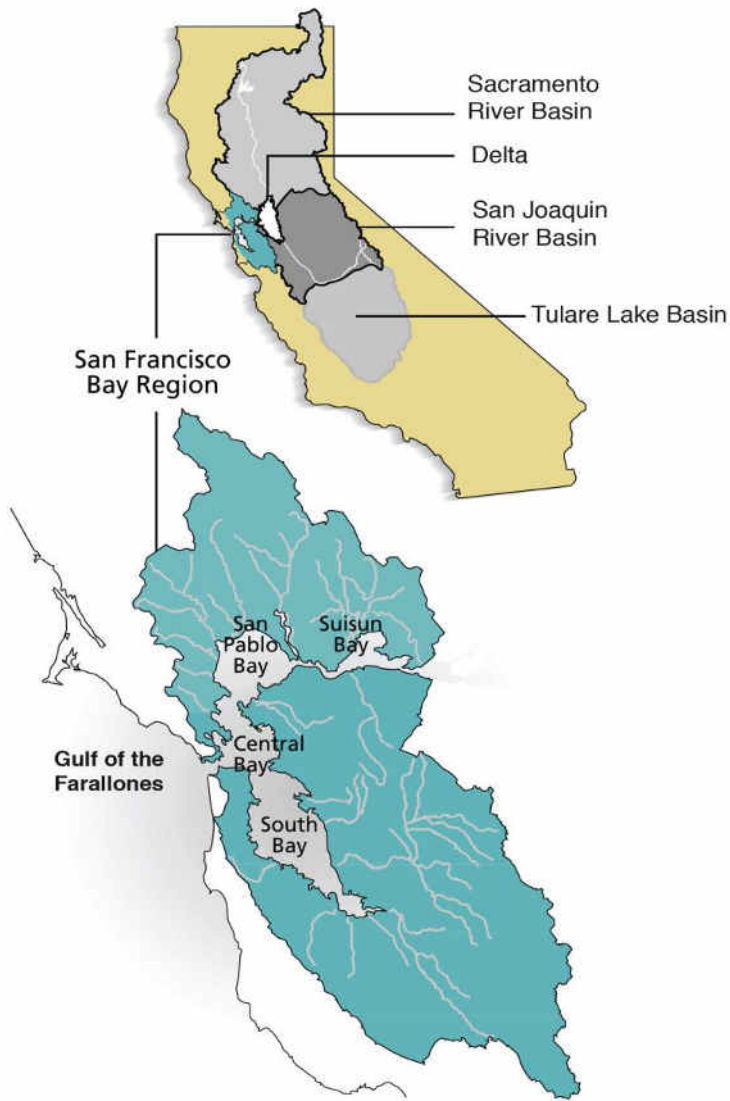 Sacramento
River Basin
Delta
San Joaquin
River Basin
Tulare Lake Basin
San Francisco
Bay Region
San
Pablo
Bay
Suisun
Bay
Central
Bay
Gulf of the
Farallones
South
Bay